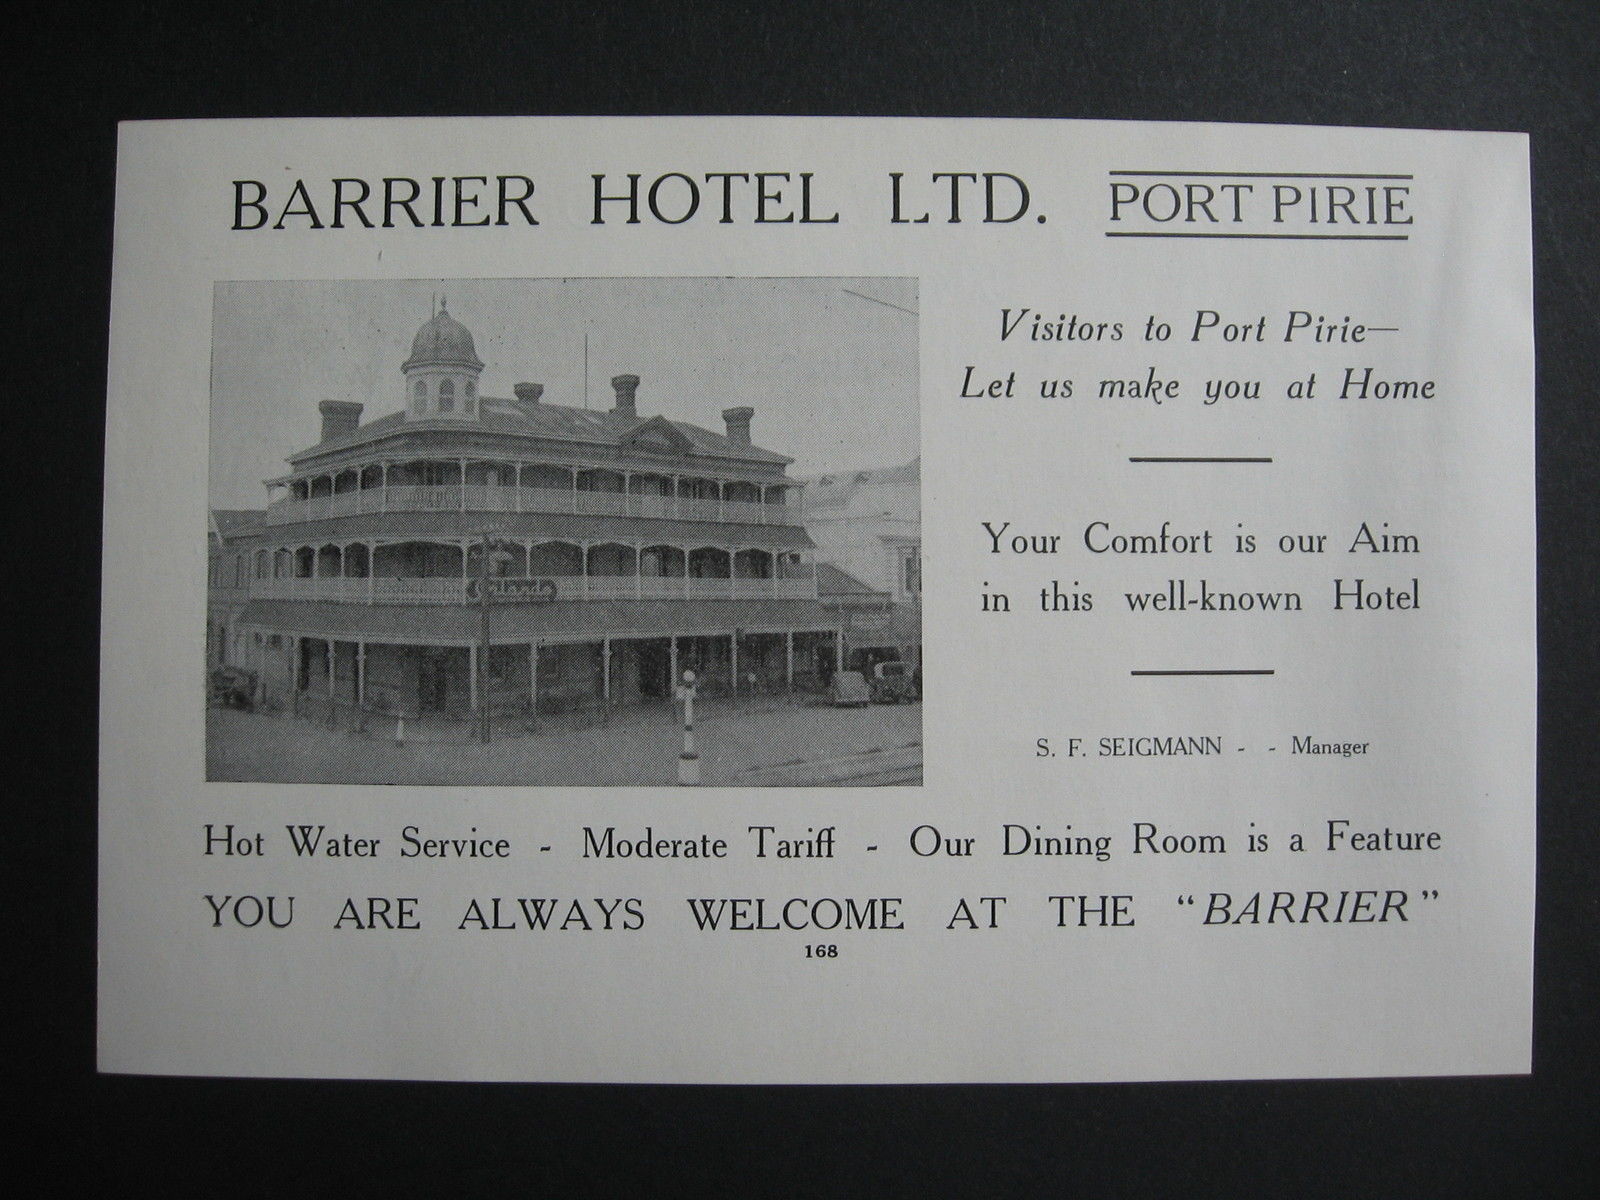 BARRIER HOTEL LTD. PORT PIRIE
Visitors to Port Pirie—
Let us make you at Home
Your Comfort is our Aim
in this well-known Hotel
S. F. SEIGMANN - - Manager
Hot Water Service - Moderate Tariff - Our Dining Room is a Feature
YOU ARE ALWAYS WELCOME AT THE "BARRIER"
168